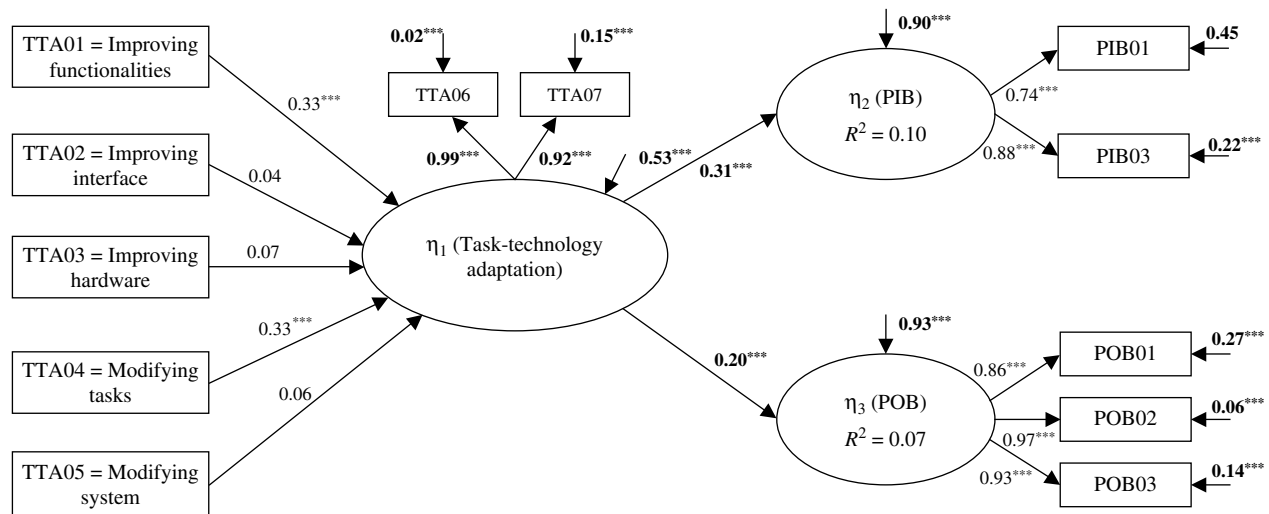 TTA01 = Improving
functionalities
0.33***
TTA02 = Improving
interface
0.04
TTA03 = Improving
hardware
0.07
TTA04 = Modifying
tasks
0.33***
TTA05 = Modifying
system
0.06
0.02***
0.15***
TTA06
TTA07
0.99***
0.92***
0.53***
η1 (Task-technology
adaptation)
0.31***
0.20***
0.90***
η2 (PIB)
R² = 0.10
0.74***
0.88***
PIB01
0.45
PIB03
0.22***
0.93***
η3 (POB)
R² = 0.07
0.86***
0.97***
0.93***
POB01
0.27***
POB02
0.06***
POB03
0.14***